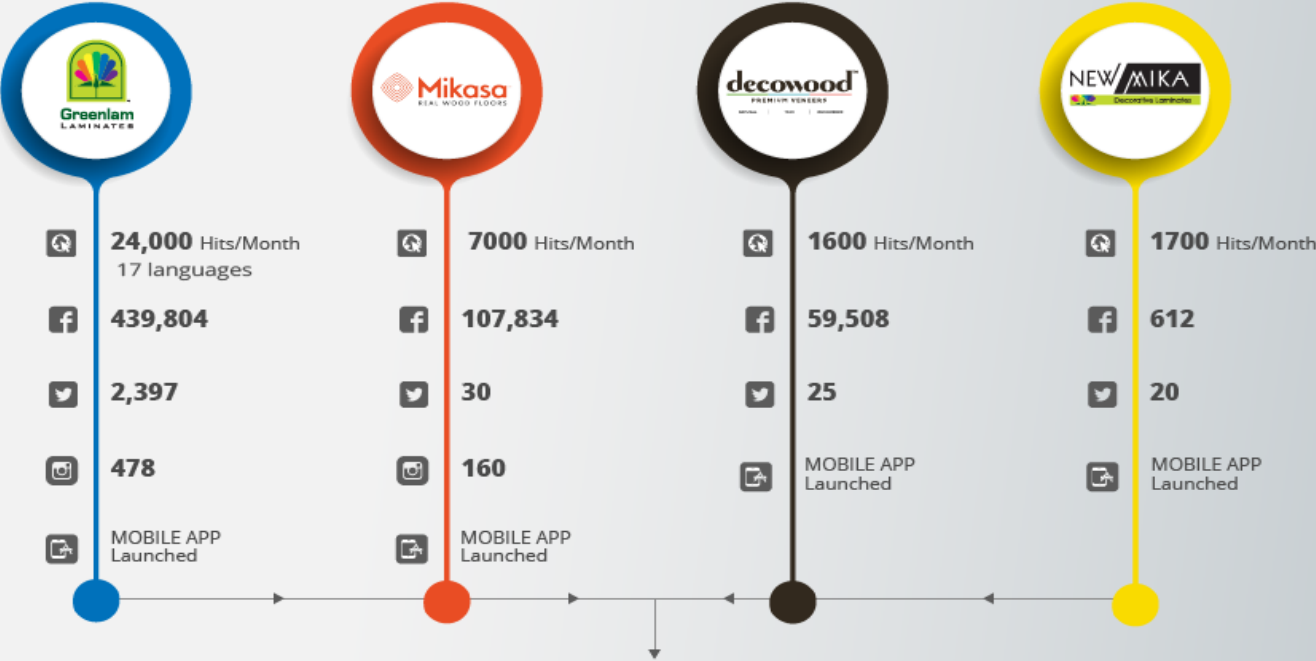 Greenlam
LAMINATES
24,000 Hits/Month
17 languages
439,804
2,397
478
MOBILE APP
Launched
Mikasa
REAL WOOD FLOORS
7000 Hits/Month
107,834
30
160
MOBILE APP
Launched
decowood
PREMIUM VENEERS
1600 Hits/Month
59,508
25
MOBILE APP
Launched
NEW MIKA
Decorative Laminates
1700 Hits/Month
612
20
MOBILE APP
Launched